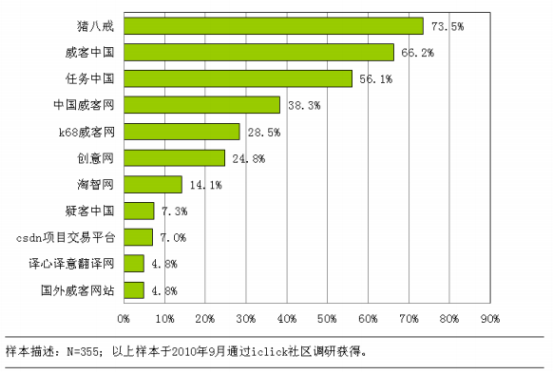 猪八戒 73.5%
威客中国 66.2%
任务中国 56.1%
中国威客网 38.3%
k68威客网 28.5%
创意网 24.8%
淘智网 14.1%
疑客中国 7.3%
csdn项目交易平台 7.0%
译心译意翻译网 4.8%
国外威客网站 4.8%
0% 10% 20% 30% 40% 50% 60% 70% 80% 90%
样本描述：N=355；以上样本于2010年9月通过iclick社区调研获得。